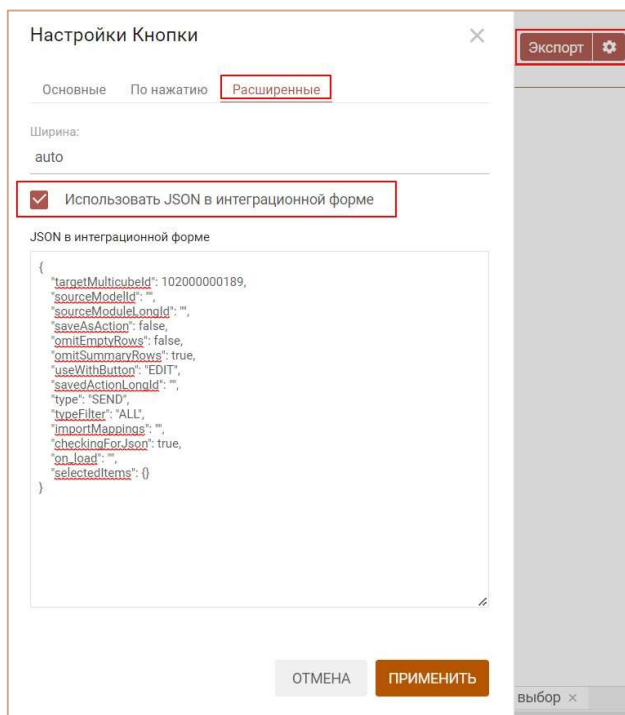 Настройки Кнопки
Экспорт
Основные По нажатию Расширенные
Ширина:
auto
Использовать JSON в интеграционной форме
JSON в интеграционной форме
{
"targetMulticubeId": 102000000189,
"sourceModelId": "",
"sourceModuleLongId": "",
"saveAsAction": false,
"omitEmptyRows": false,
"omitSummaryRows": true,
"useWithButton": "EDIT",
"savedActionLongId": "",
"type": "SEND",
"typeFilter": "ALL",
"importMappings": "",
"checkingForJson": true,
"on_load": "",
"selectedItems": {}
}
ОТМЕНА ПРИМЕНИТЬ
выбор ×